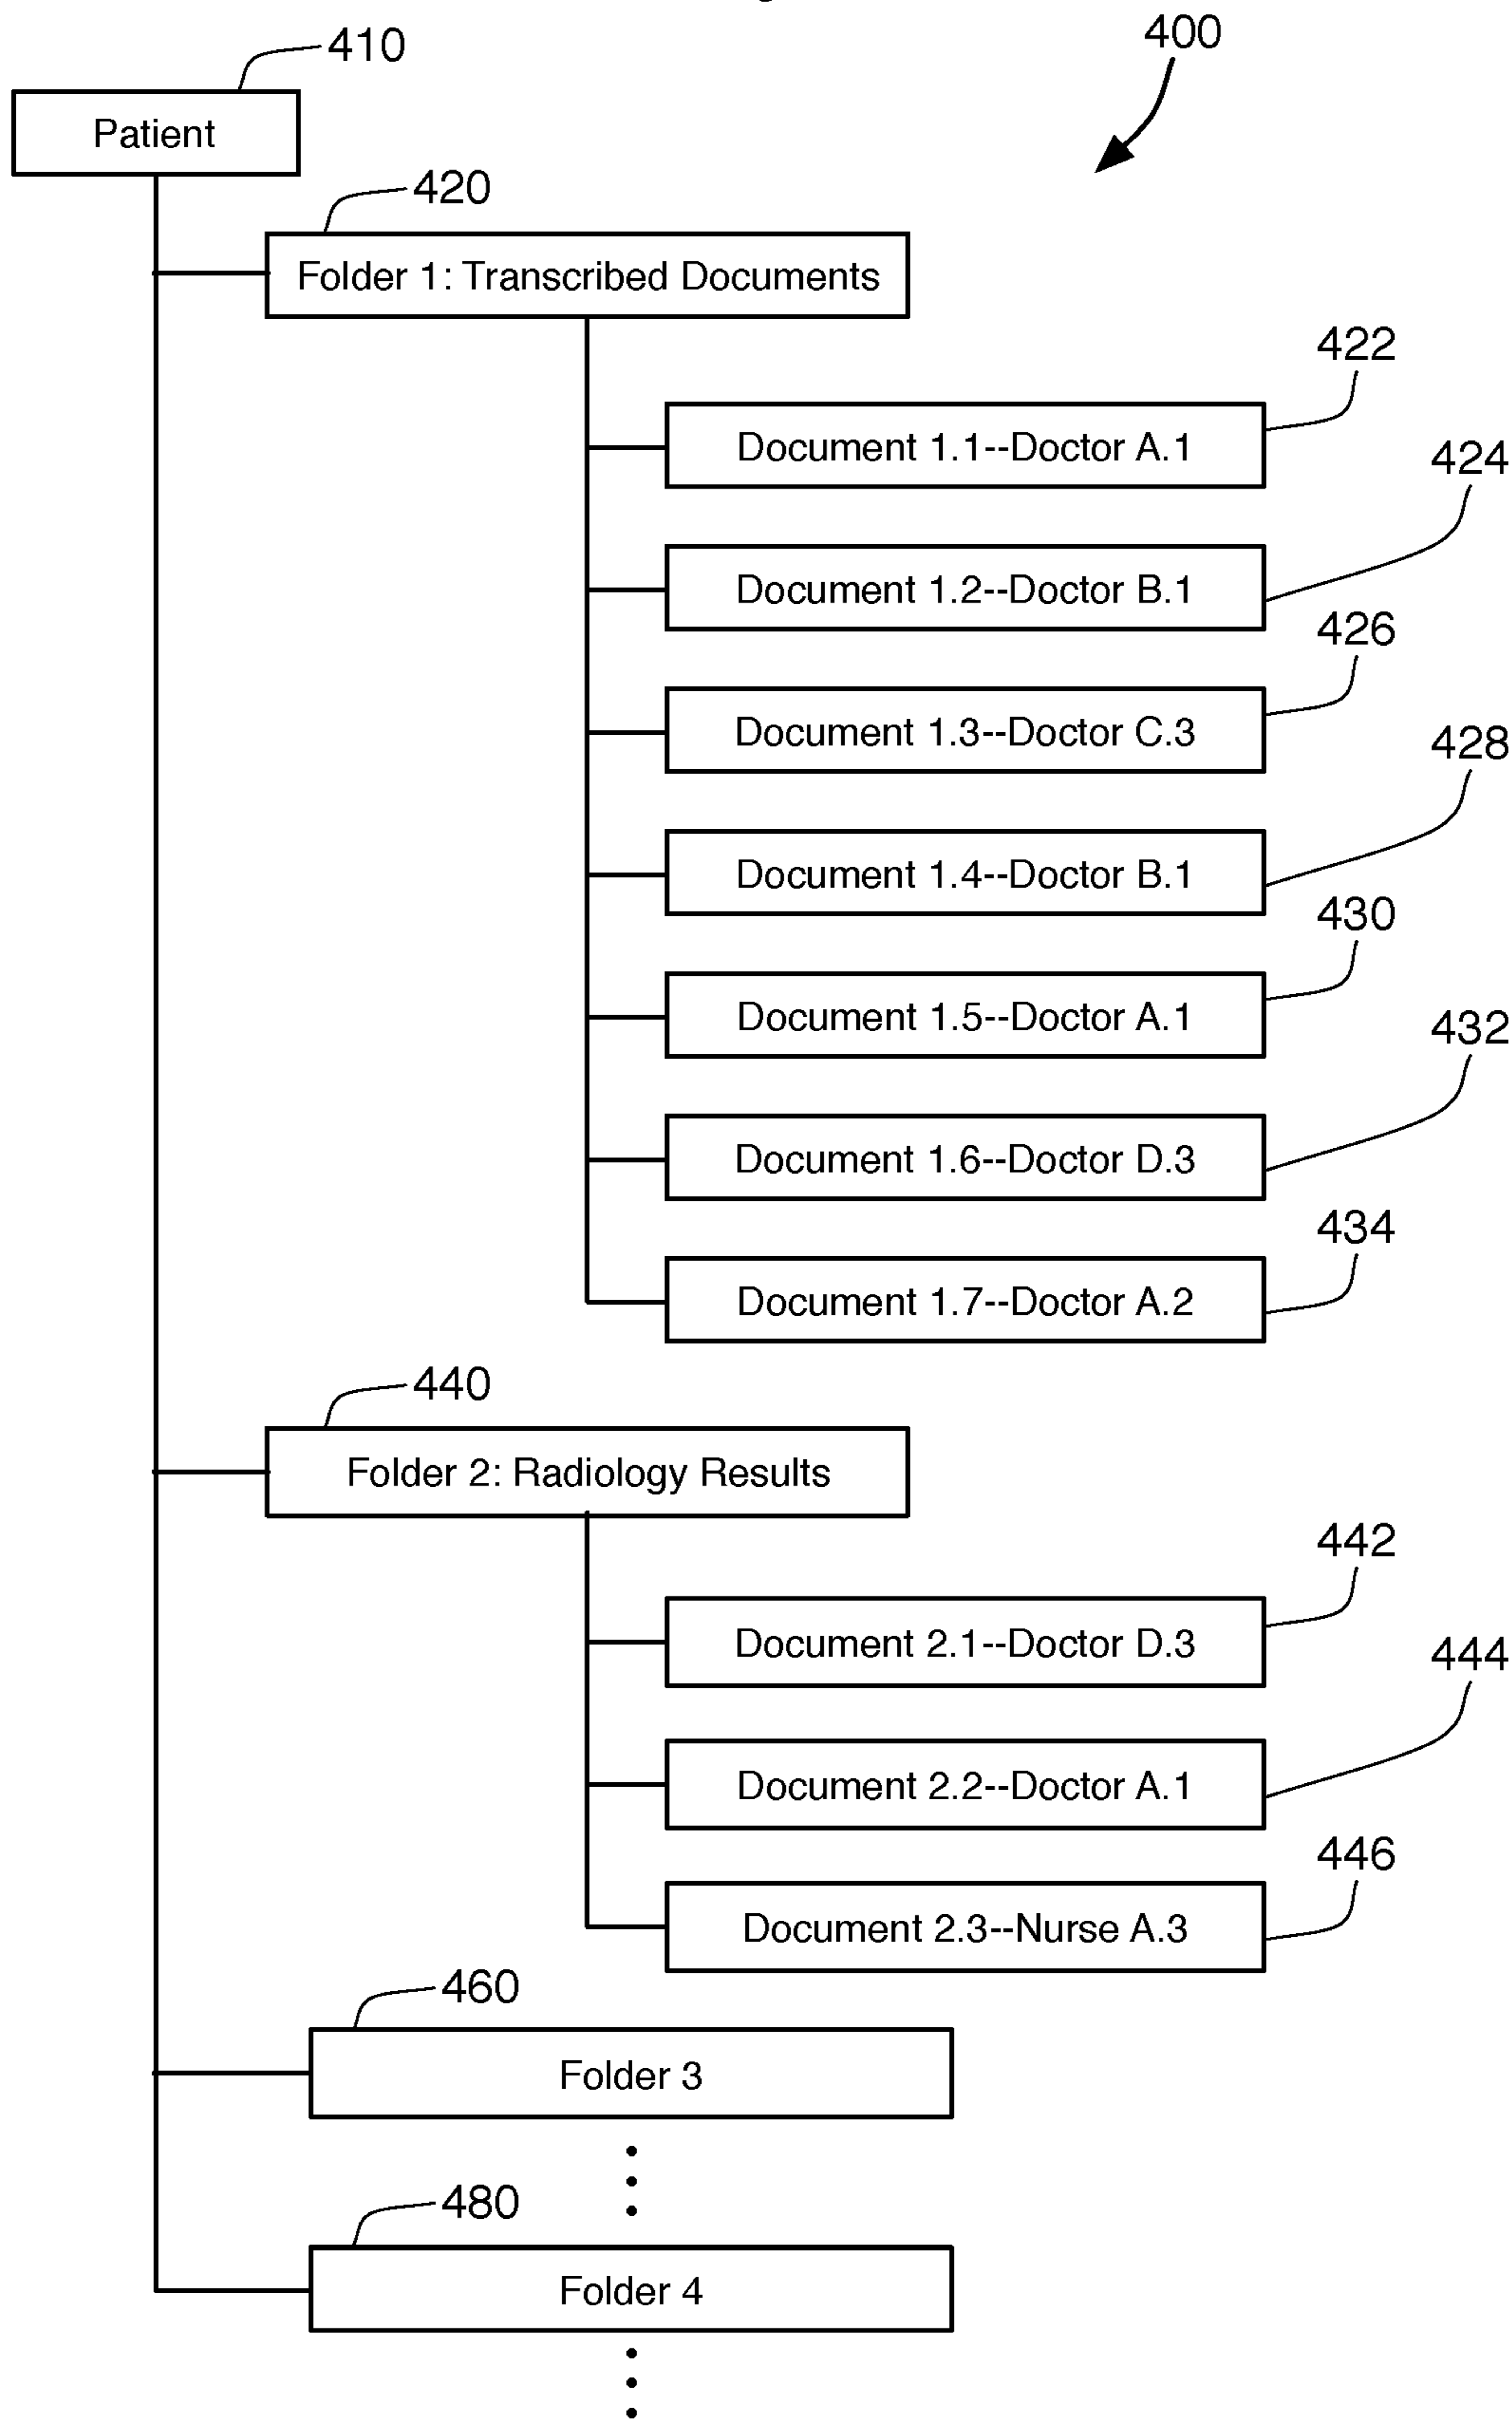 400
410
Patient
420
Folder 1: Transcribed Documents
422
Document 1.1--Doctor A.1
424
Document 1.2--Doctor B.1
426
Document 1.3--Doctor C.3
428
Document 1.4--Doctor B.1
430
Document 1.5--Doctor A.1
432
Document 1.6--Doctor D.3
434
Document 1.7--Doctor A.2
440
Folder 2: Radiology Results
442
Document 2.1--Doctor D.3
444
Document 2.2--Doctor A.1
446
Document 2.3--Nurse A.3
460
Folder 3
480
Folder 4